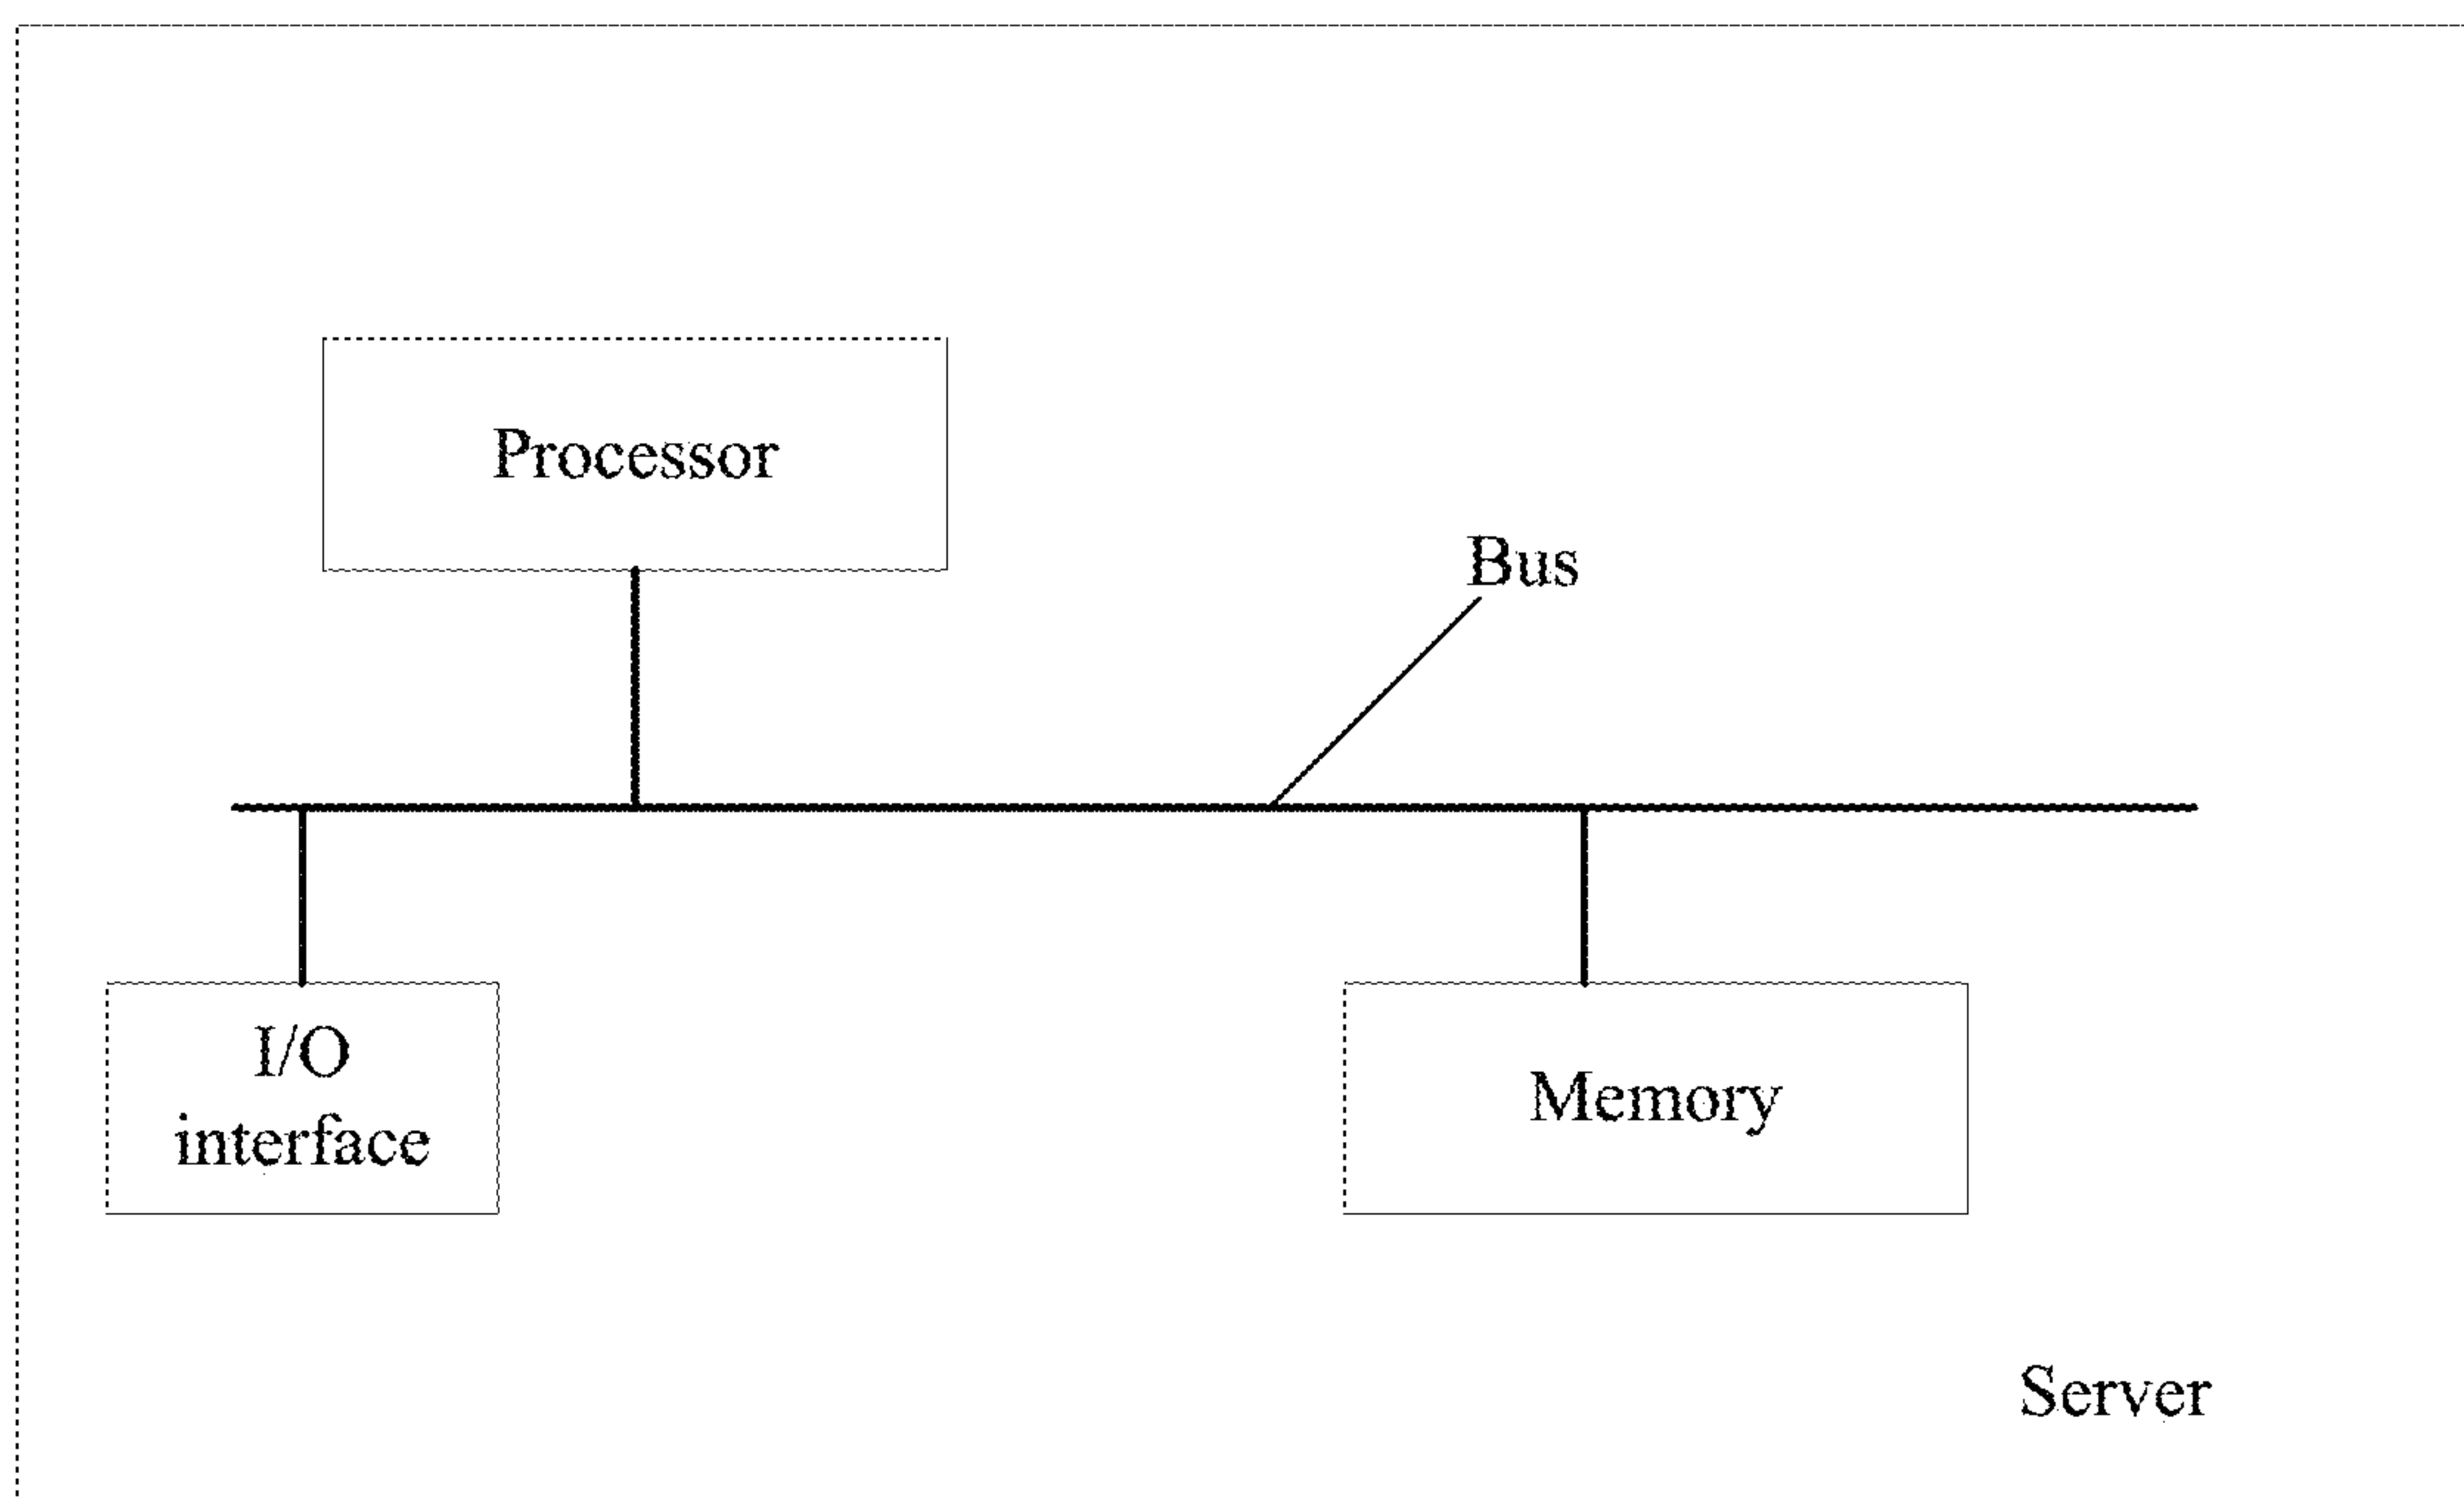 Processor
Bus
I/O
interface
Memory
Server